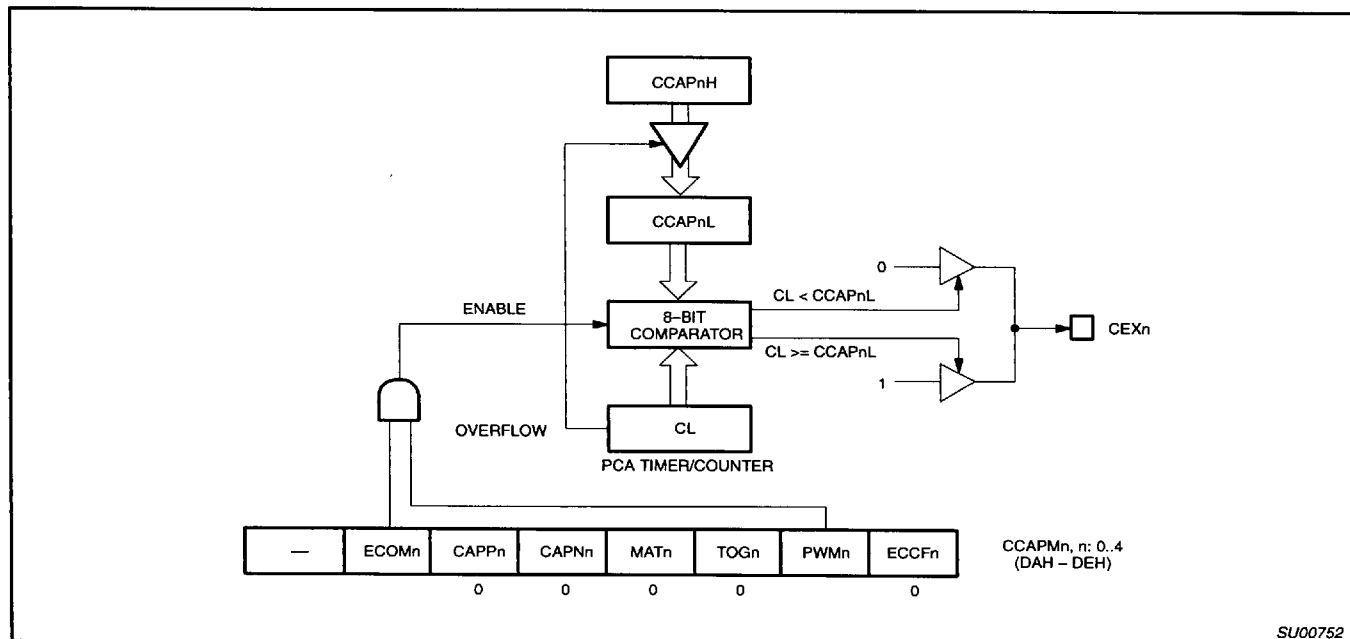 CCAPnH
CCAPnL
0
CL < CCAPnL
ENABLE
8–BIT
COMPARATOR
CEXn
CL >= CCAPnL
1
OVERFLOW
CL
PCA TIMER/COUNTER
— ECOMn CAPPn CAPNn MATn TOGn PWMn ECCFn
CCAPMn, n: 0..4
(DAH – DEH)
0 0 0 0 0
SU00752